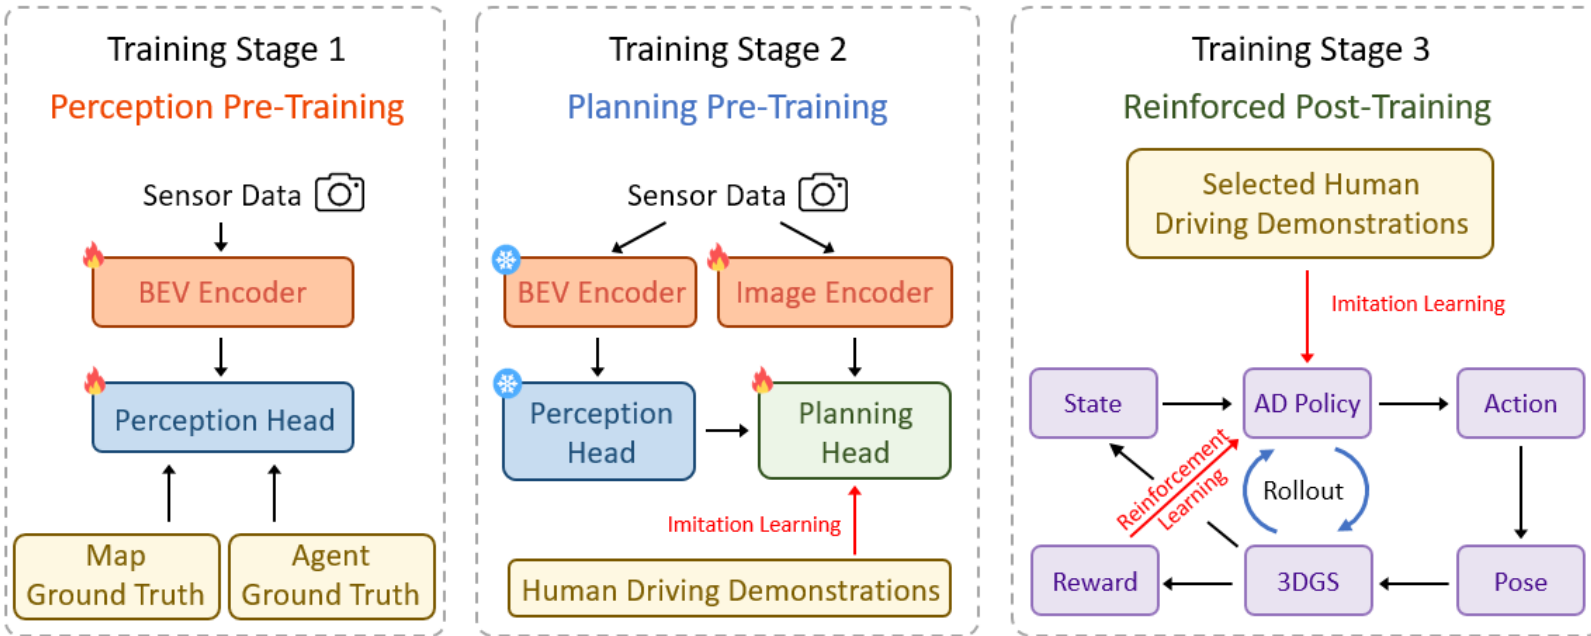 Training Stage 1
Perception Pre-Training
Sensor Data
BEV Encoder
Perception Head
Map
Ground Truth
Agent
Ground Truth
Training Stage 2
Planning Pre-Training
Sensor Data
BEV Encoder
Image Encoder
Perception
Head
Planning
Head
Imitation Learning
Human Driving Demonstrations
Training Stage 3
Reinforced Post-Training
Selected Human
Driving Demonstrations
Imitation Learning
State
AD Policy
Action
Reinforcement
Learning
Rollout
Reward
3DGS
Pose